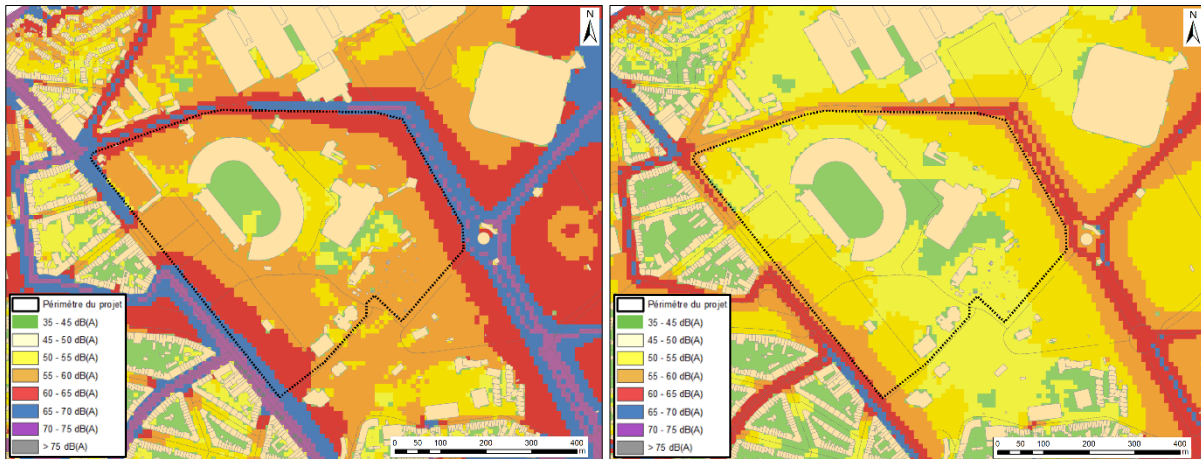 N
Périmètre du projet
35 - 45 dB(A)
45 - 50 dB(A)
50 - 55 dB(A)
55 - 60 dB(A)
60 - 65 dB(A)
65 - 70 dB(A)
70 - 75 dB(A)
> 75 dB(A)
0 50 100 200 300 400
m
N
Périmètre du projet
35 - 45 dB(A)
45 - 50 dB(A)
50 - 55 dB(A)
55 - 60 dB(A)
60 - 65 dB(A)
65 - 70 dB(A)
70 - 75 dB(A)
> 75 dB(A)
0 50 100 200 300 400
m